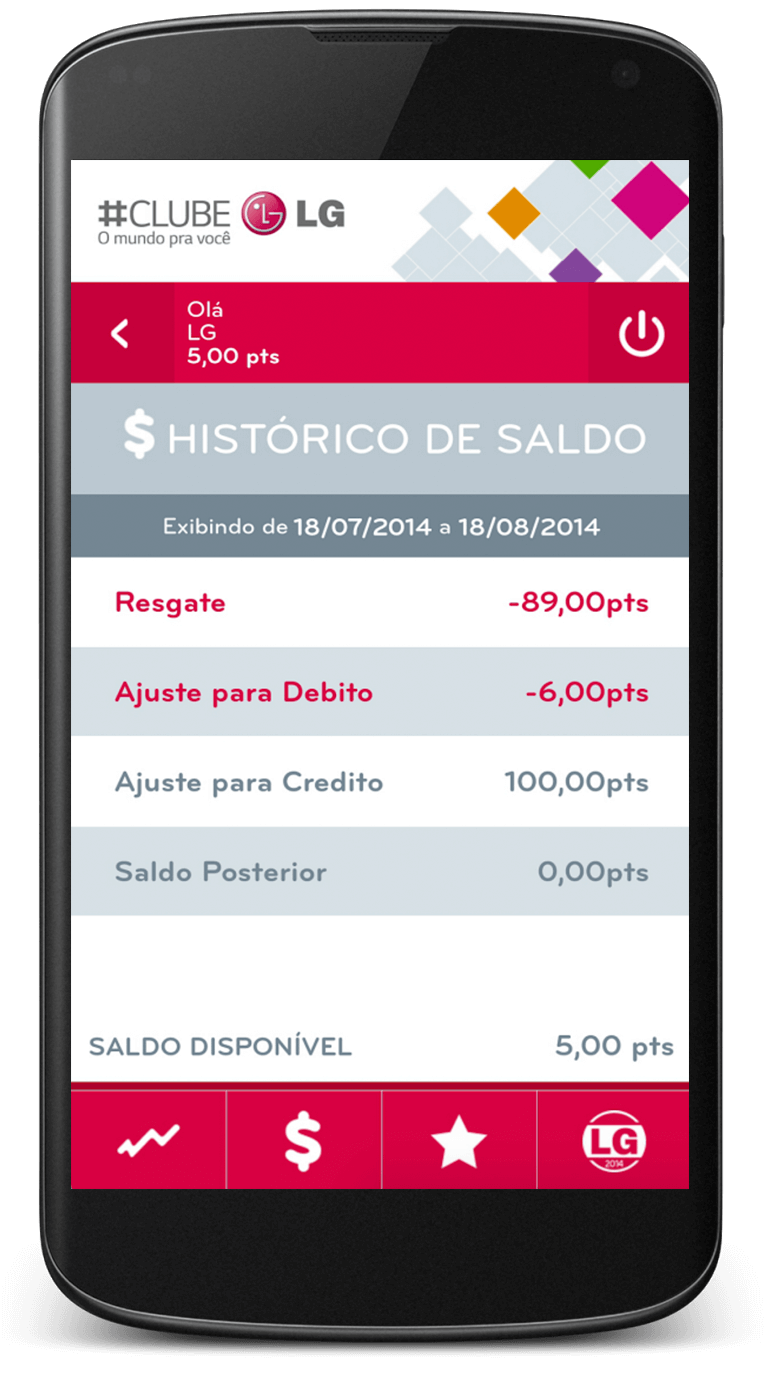 #CLUBE LG
O mundo pra você
Olá
LG
5,00 pts
$ HISTÓRICO DE SALDO
Exibindo de 18/07/2014 a 18/08/2014
Resgate -89,00pts
Ajuste para Debito -6,00pts
Ajuste para Credito 100,00pts
Saldo Posterior 0,00pts
SALDO DISPONÍVEL 5,00 pts
$
LG
2014